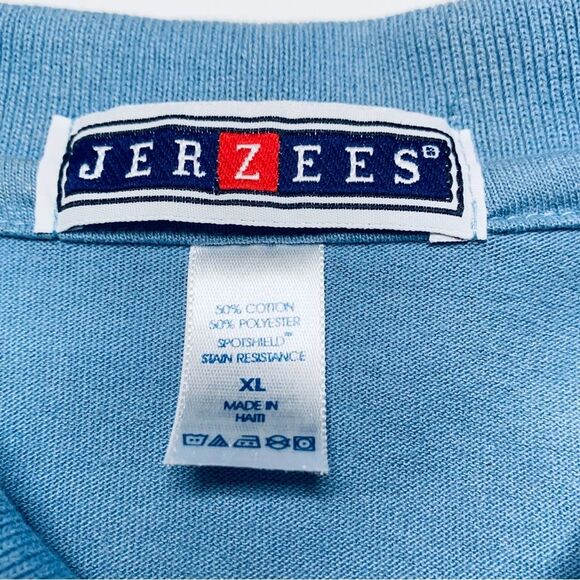 JERZEES®
50% COTTON
50% POLYESTER
SPOTSHIELD™
STAIN RESISTANCE
XL
MADE IN
HAITI